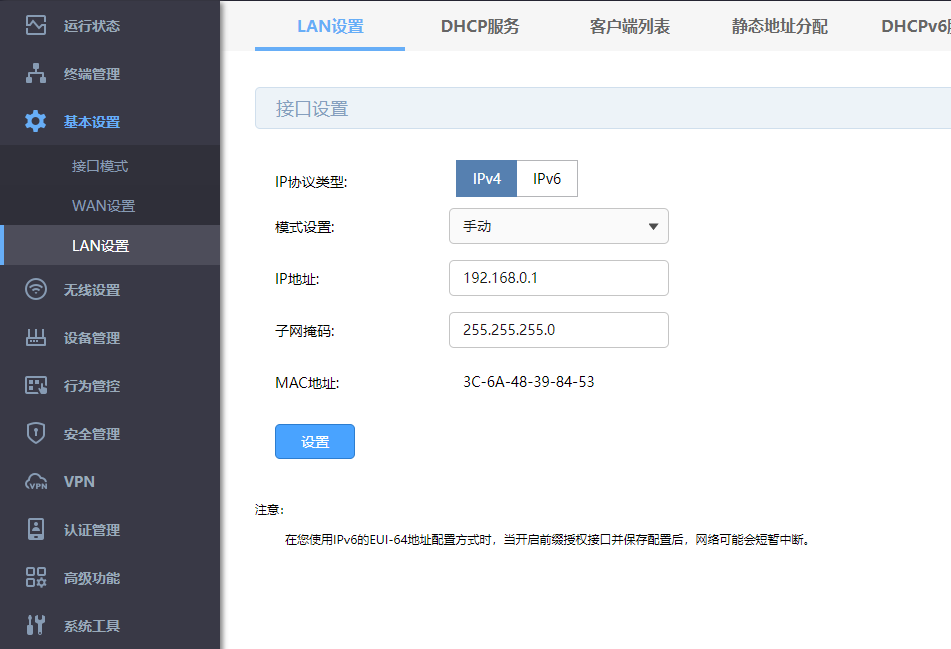 运行状态
终端管理
基本设置
接口模式
WAN设置
LAN设置
无线设置
设备管理
行为管控
安全管理
VPN
认证管理
高级功能
系统工具
LAN设置 DHCP服务 客户端列表 静态地址分配 DHCPv6
接口设置
IP协议类型: IPv4 IPv6
模式设置: 手动
IP地址: 192.168.0.1
子网掩码: 255.255.255.0
MAC地址: 3C-6A-48-39-84-53
设置
注意:
在您使用IPv6的EUI-64地址配置方式时，当开启前缀授权接口并保存配置后，网络可能会短暂中断。